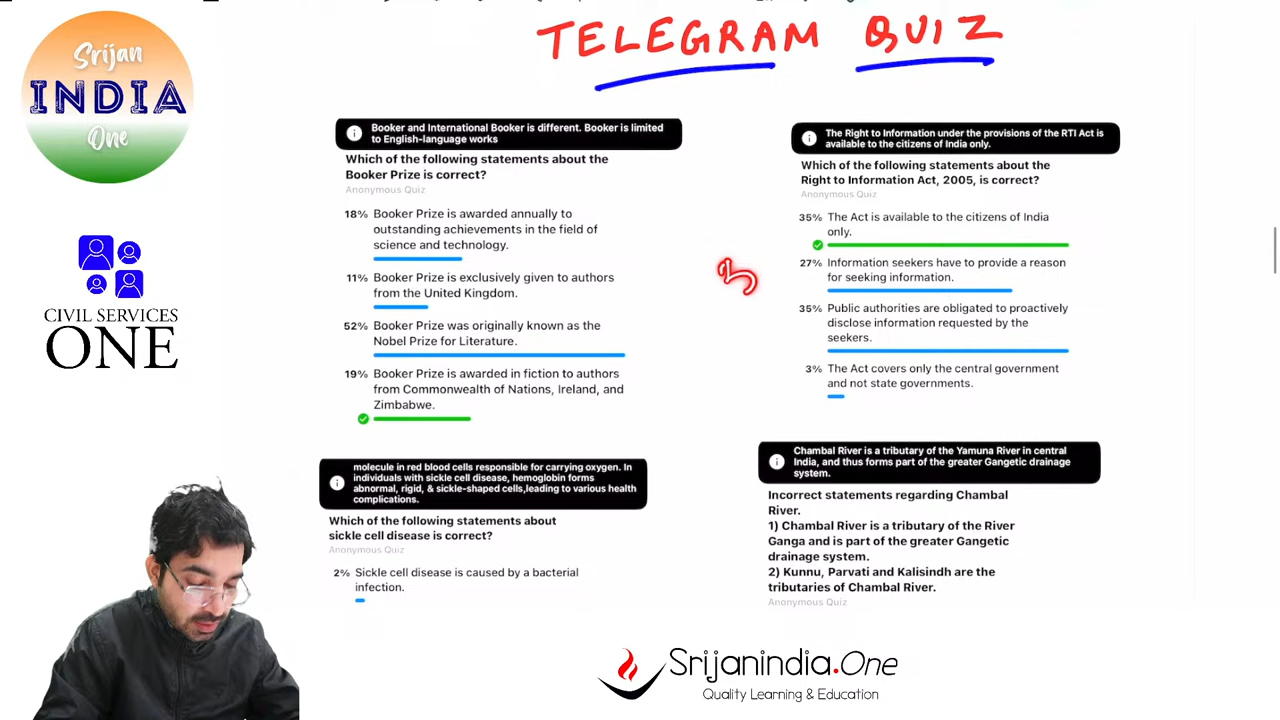 TELEGRAM QUIZ
Srijan
INDIA
One
CIVIL SERVICES
ONE
Booker and International Booker is different. Booker is limited
to English-language works
Which of the following statements about the
Booker Prize is correct?
Anonymous Quiz
18% Booker Prize is awarded annually to
outstanding achievements in the field of
science and technology.
11% Booker Prize is exclusively given to authors
from the United Kingdom.
52% Booker Prize was originally known as the
Nobel Prize for Literature.
19% Booker Prize is awarded in fiction to authors
from Commonwealth of Nations, Ireland, and
Zimbabwe.
The Right to Information under the provisions of the RTI Act is
available to the citizens of India only.
Which of the following statements about the
Right to Information Act, 2005, is correct?
Anonymous Quiz
35% The Act is available to the citizens of India
only.
27% Information seekers have to provide a reason
for seeking information.
35% Public authorities are obligated to proactively
disclose information requested by the
seekers.
3% The Act covers only the central government
and not state governments.
molecule in red blood cells responsible for carrying oxygen. In
individuals with sickle cell disease, hemoglobin forms
abnormal, rigid, & sickle-shaped cells,leading to various health
complications.
Which of the following statements about
sickle cell disease is correct?
Anonymous Quiz
2% Sickle cell disease is caused by a bacterial
infection.
Chambal River is a tributary of the Yamuna River in central
India, and thus forms part of the greater Gangetic drainage
system.
Incorrect statements regarding Chambal
River.
1) Chambal River is a tributary of the River
Ganga and is part of the greater Gangetic
drainage system.
2) Kunnu, Parvati and Kalisindh are the
tributaries of Chambal River.
Anonymous Quiz
Srijanindia.One
Quality Learning & Education